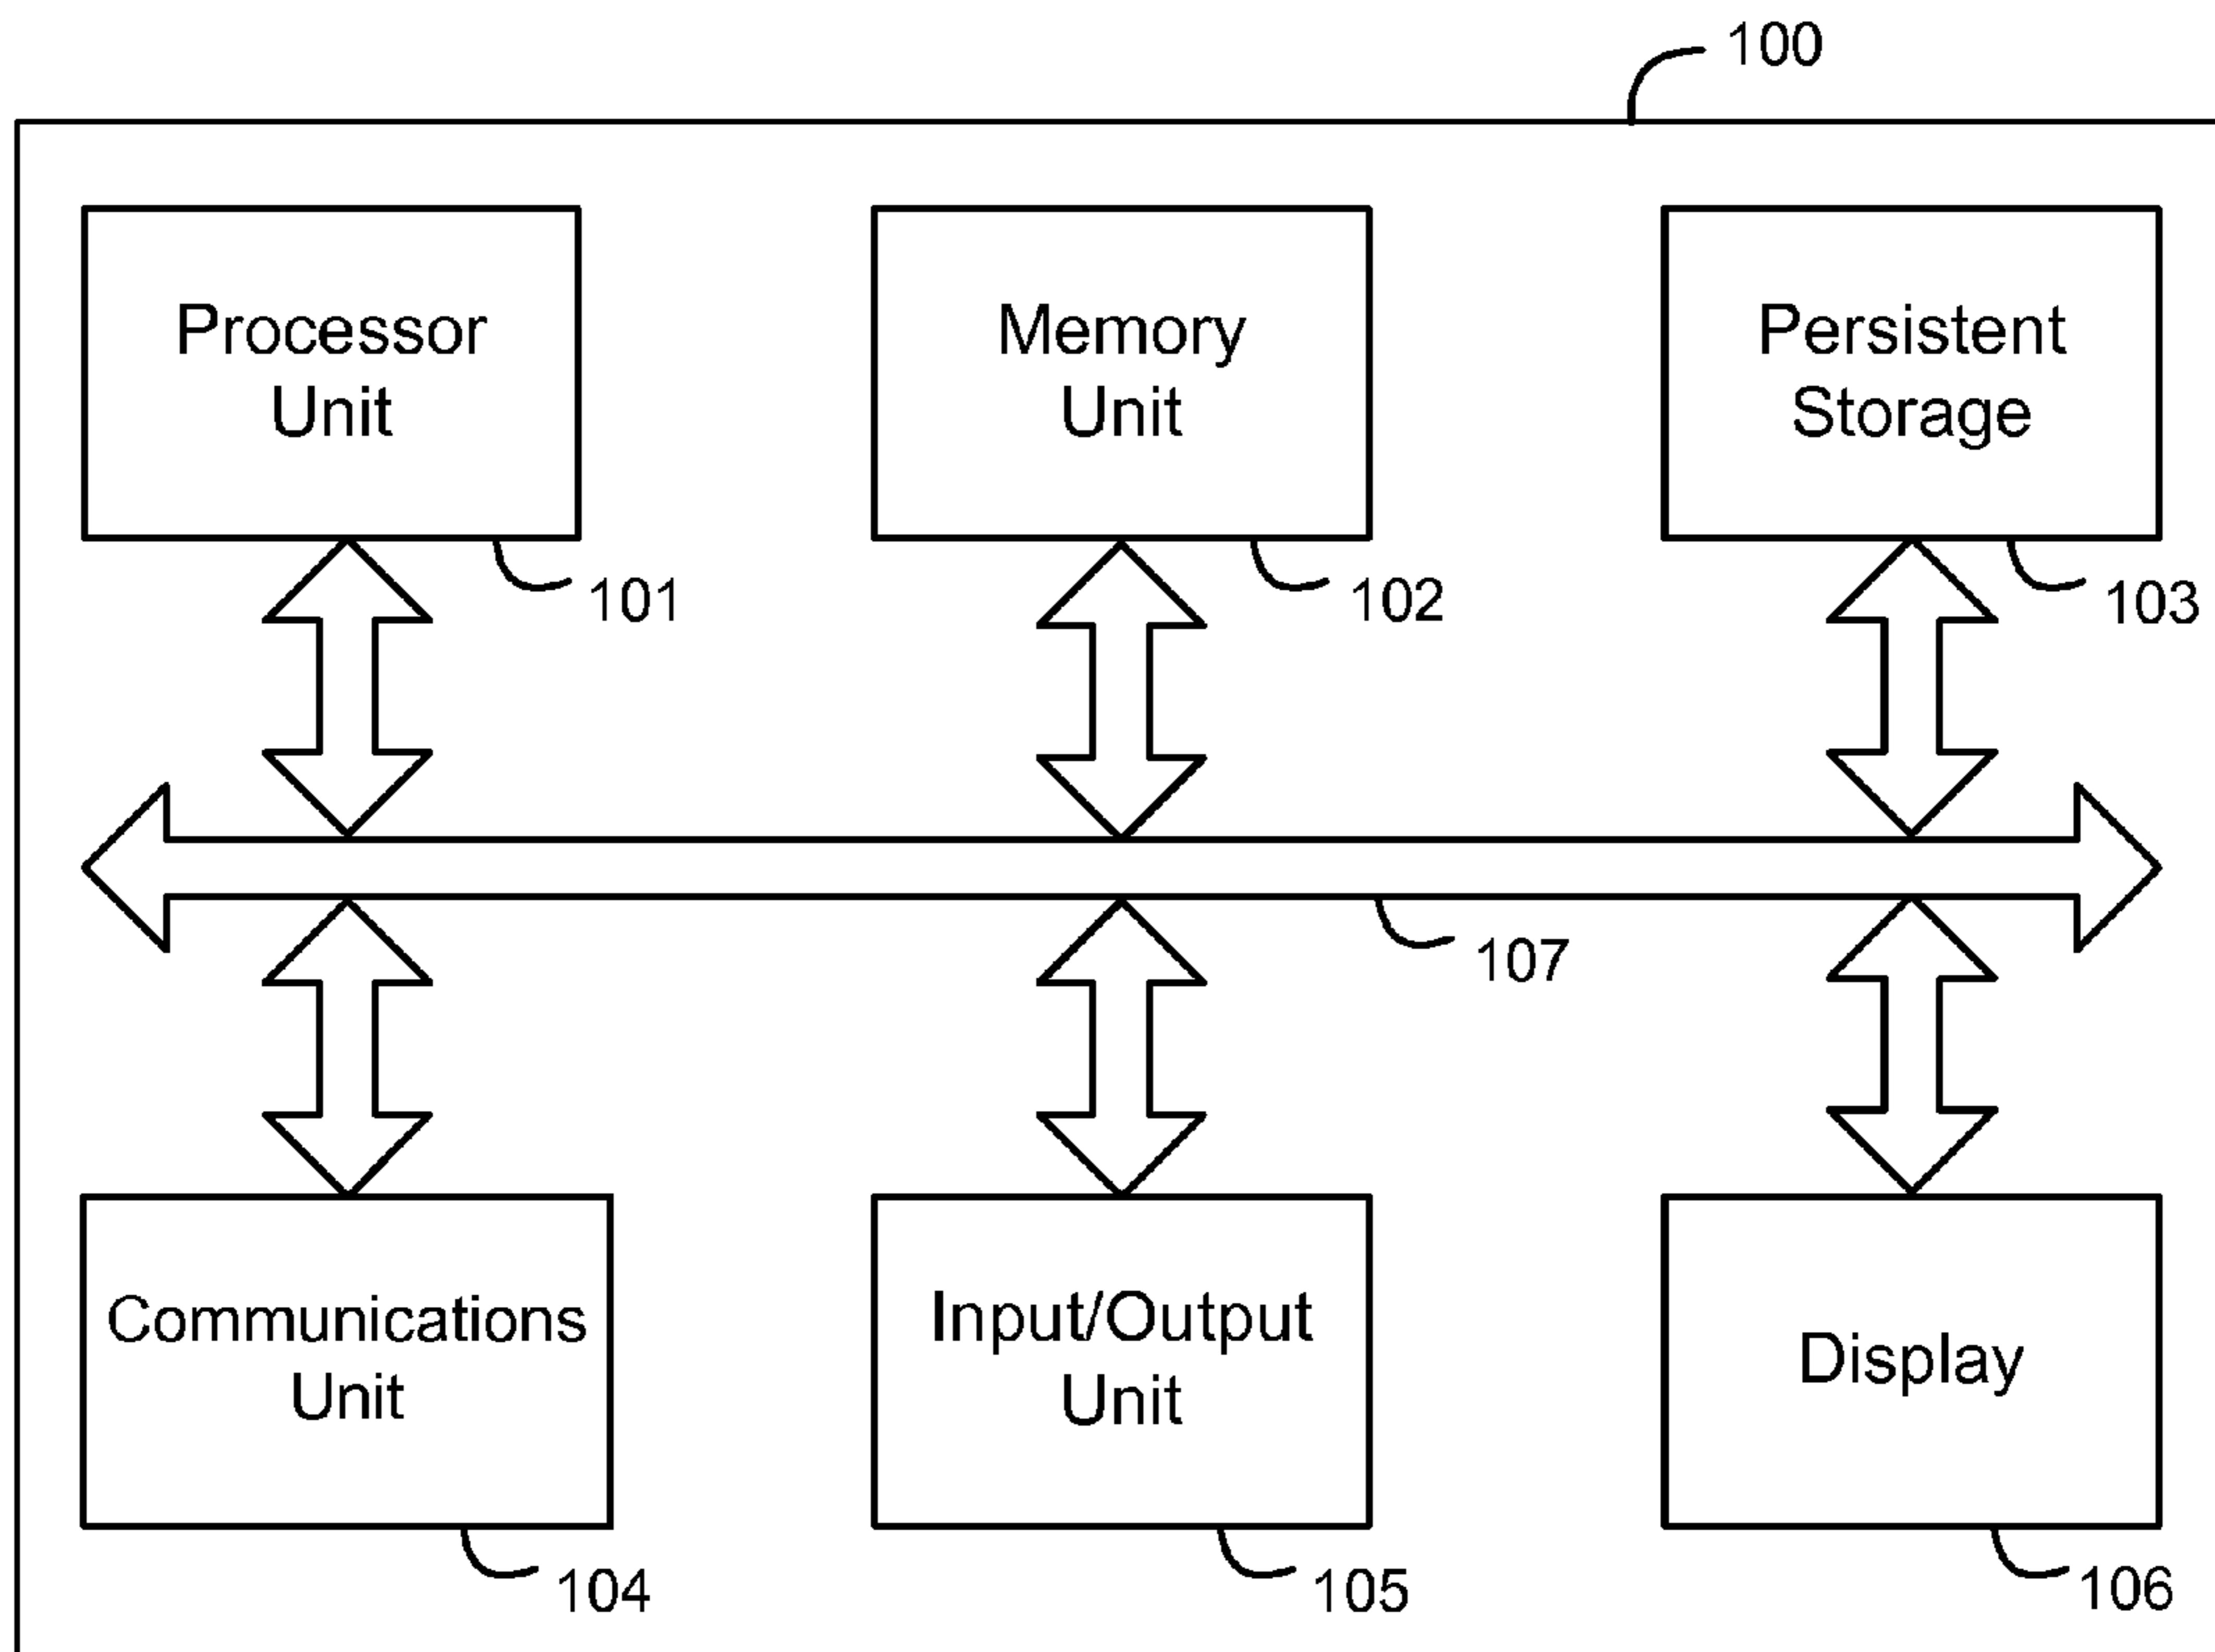 100
Processor
Unit
Memory
Unit
Persistent
Storage
101
102
103
107
Communications
Unit
Input/Output
Unit
Display
104
105
106